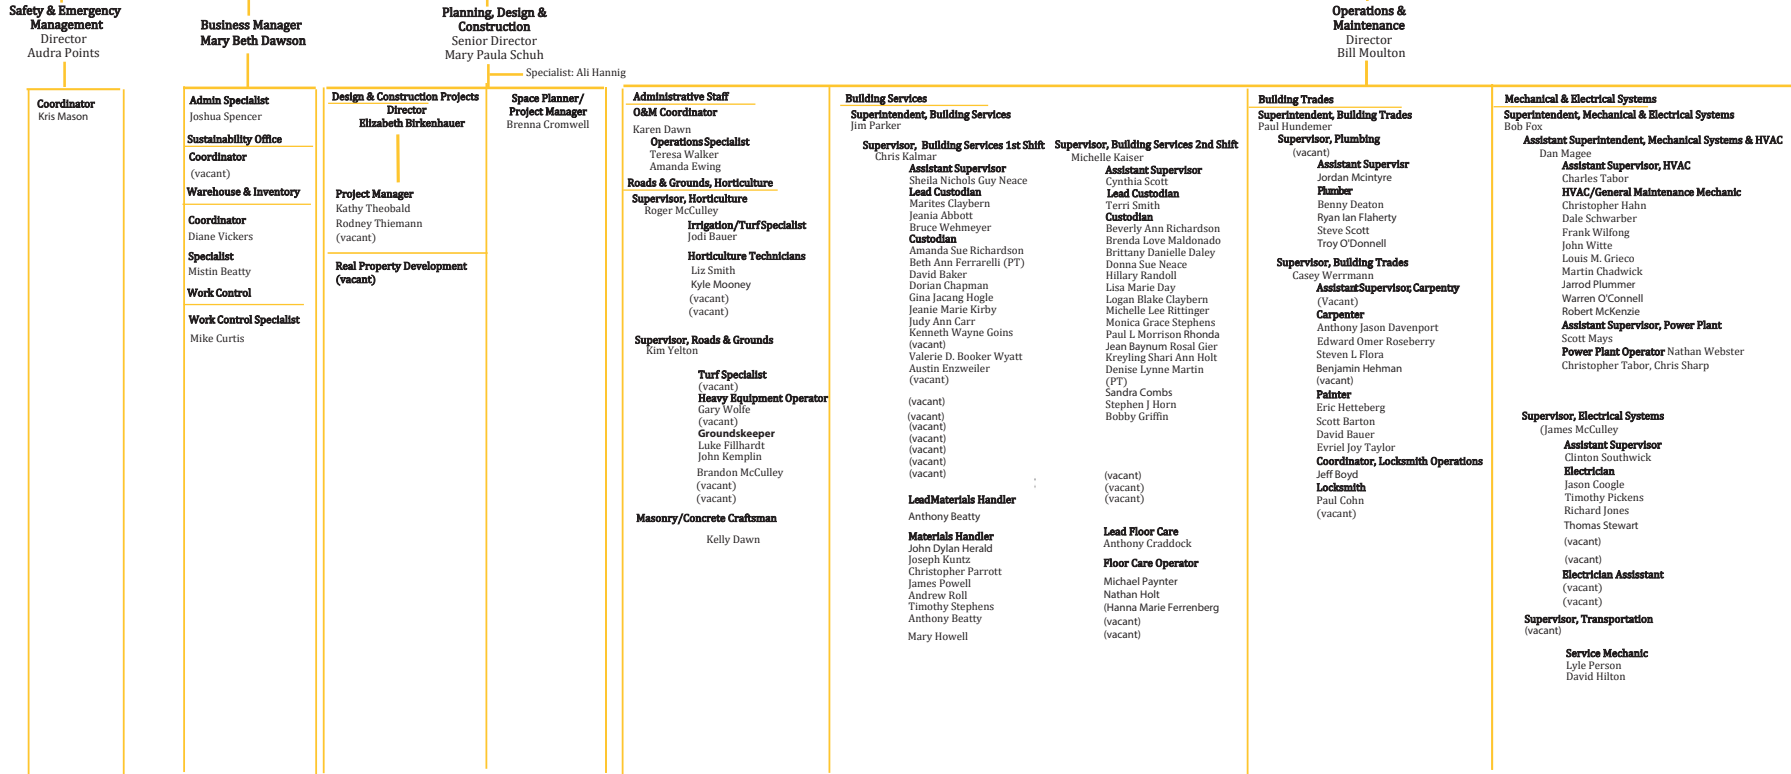 Safety & Emergency
Management
Director
Audra Points
Coordinator
Kris Mason
Business Manager
Mary Beth Dawson
Admin Specialist
Joshua Spencer
Sustainability Office
Coordinator
(vacant)
Warehouse & Inventory
Coordinator
Diane Vickers
Specialist
Mistin Beatty
Work Control
Work Control Specialist
Mike Curtis
Planning, Design &
Construction
Senior Director
Mary Paula Schuh
Specialist: Ali Hannig
Design & Construction Projects
Director
Elizabeth Birkenhauer
Project Manager
Kathy Theobald
Rodney Thiemann
(vacant)
Real Property Development
(vacant)
Space Planner/
Project Manager
Brenna Cromwell
Operations &
Maintenance
Director
Bill Moulton
Administrative Staff
O&M Coordinator
Karen Dawn
Operations Specialist
Teresa Walker
Amanda Ewing
Roads & Grounds, Horticulture
Supervisor, Horticulture
Roger McCulley
Irrigation/Turf Specialist
Jodi Bauer
Horticulture Technicians
Liz Smith
Kyle Mooney
(vacant)
(vacant)
Supervisor, Roads & Grounds
Kim Yelton
Turf Specialist
(vacant)
Heavy Equipment Operator
Gary Wolfe
(vacant)
Groundskeeper
Luke Fillhardt
John Kemplin
Brandon McCulley
(vacant)
(vacant)
Masonry/Concrete Craftsman
Kelly Dawn
Building Services
Superintendent, Building Services
Jim Parker
Supervisor, Building Services 1st Shift
Chris Kalmar
Assistant Supervisor
Sheila Nichols Guy Neace
Lead Custodian
Marites Claybern
Jeania Abbott
Bruce Wehmeyer
Custodian
Amanda Sue Richardson
Beth Ann Ferrarelli (PT)
David Baker
Dorian Chapman
Gina Jacang Hogle
Jeanie Marie Kirby
Judy Ann Carr
Kenneth Wayne Goins
(vacant)
Valerie D. Booker Wyatt
Austin Enzweiler
(vacant)
(vacant)
(vacant)
(vacant)
(vacant)
(vacant)
(vacant)
(vacant)
Lead Materials Handler
Anthony Beatty
Materials Handler
John Dylan Herald
Joseph Kuntz
Christopher Parrott
James Powell
Andrew Roll
Timothy Stephens
Anthony Beatty
Mary Howell
Supervisor, Building Services 2nd Shift
Michelle Kaiser
Assistant Supervisor
Cynthia Scott
Lead Custodian
Terri Smith
Custodian
Beverly Ann Richardson
Brenda Love Maldonado
Brittany Danielle Daley
Donna Sue Neace
Hillary Randoll
Lisa Marie Day
Logan Blake Claybern
Michelle Lee Rittinger
Monica Grace Stephens
Paul L Morrison Rhonda
Jean Baynum Rosal Gier
Kreyling Shari Ann Holt
Denise Lynne Martin
(PT)
Sandra Combs
Stephen J Horn
Bobby Griffin
(vacant)
(vacant)
(vacant)
Lead Floor Care
Anthony Craddock
Floor Care Operator
Michael Paynter
Nathan Holt
(Hanna Marie Ferrenberg
(vacant)
(vacant)
Building Trades
Superintendent, Building Trades
Paul Hundemer
Supervisor, Plumbing
(vacant)
Assistant Supervisr
Jordan Mcintyre
Plumber
Benny Deaton
Ryan Ian Flaherty
Steve Scott
Troy O'Donnell
Supervisor, Building Trades
Casey Werrmann
Assistant Supervisor, Carpentry
(Vacant)
Carpenter
Anthony Jason Davenport
Edward Omer Roseberry
Steven L Flora
Benjamin Hehman
(vacant)
Painter
Eric Hetteberg
Scott Barton
David Bauer
Evriel Joy Taylor
Coordinator, Locksmith Operations
Jeff Boyd
Locksmith
Paul Cohn
(vacant)
Mechanical & Electrical Systems
Superintendent, Mechanical & Electrical Systems
Bob Fox
Assistant Superintendent, Mechanical Systems & HVAC
Dan Magee
Assistant Supervisor, HVAC
Charles Tabor
HVAC/General Maintenance Mechanic
Christopher Hahn
Dale Schwarber
Frank Wilfong
John Witte
Louis M. Grieco
Martin Chadwick
Jarrod Plummer
Warren O'Connell
Robert McKenzie
Assistant Supervisor, Power Plant
Scott Mays
Power Plant Operator Nathan Webster
Christopher Tabor, Chris Sharp
Supervisor, Electrical Systems
(James McCulley
Assistant Supervisor
Clinton Southwick
Electrician
Jason Coogle
Timothy Pickens
Richard Jones
Thomas Stewart
(vacant)
(vacant)
Electrician Assisstant
(vacant)
(vacant)
Supervisor, Transportation
(vacant)
Service Mechanic
Lyle Person
David Hilton